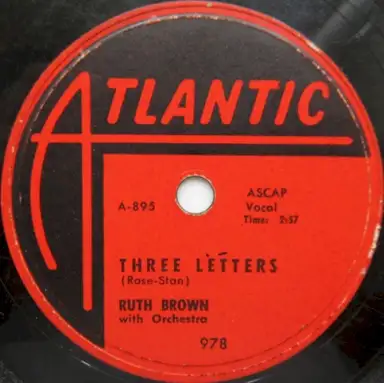 ATLANTIC
A-895
ASCAP
Vocal
Time: 2:57
THREE LETTERS
(Rose-Stan)
RUTH BROWN
with Orchestra
978